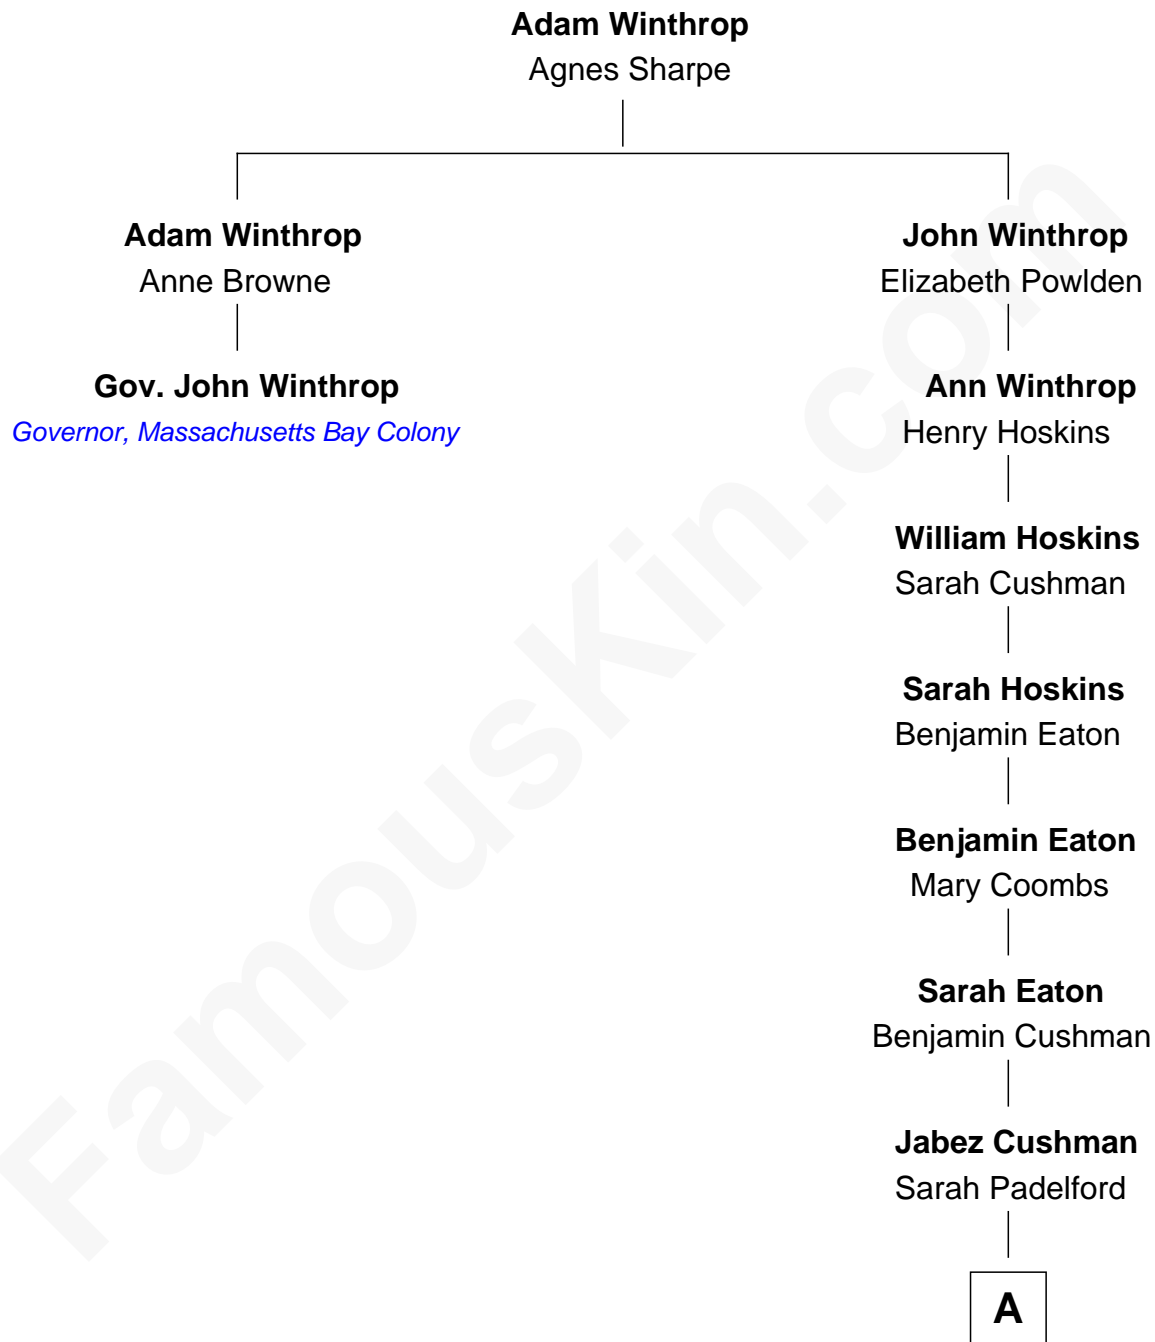 Adam Winthrop
Agnes Sharpe
Adam Winthrop
Anne Browne
John Winthrop
Elizabeth Powlden
Gov. John Winthrop
Governor, Massachusetts Bay Colony
Ann Winthrop
Henry Hoskins
William Hoskins
Sarah Cushman
Sarah Hoskins
Benjamin Eaton
Benjamin Eaton
Mary Coombs
Sarah Eaton
Benjamin Cushman
Jabez Cushman
Sarah Padelford
A
FamousKin.com